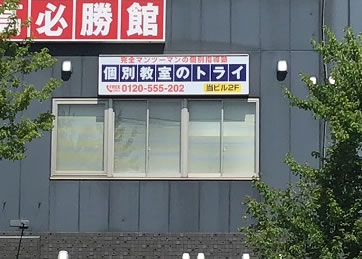 必勝館
完全マンツーマンの個別指導塾
個別教室のトライ
0120-555-202
当ビル2F